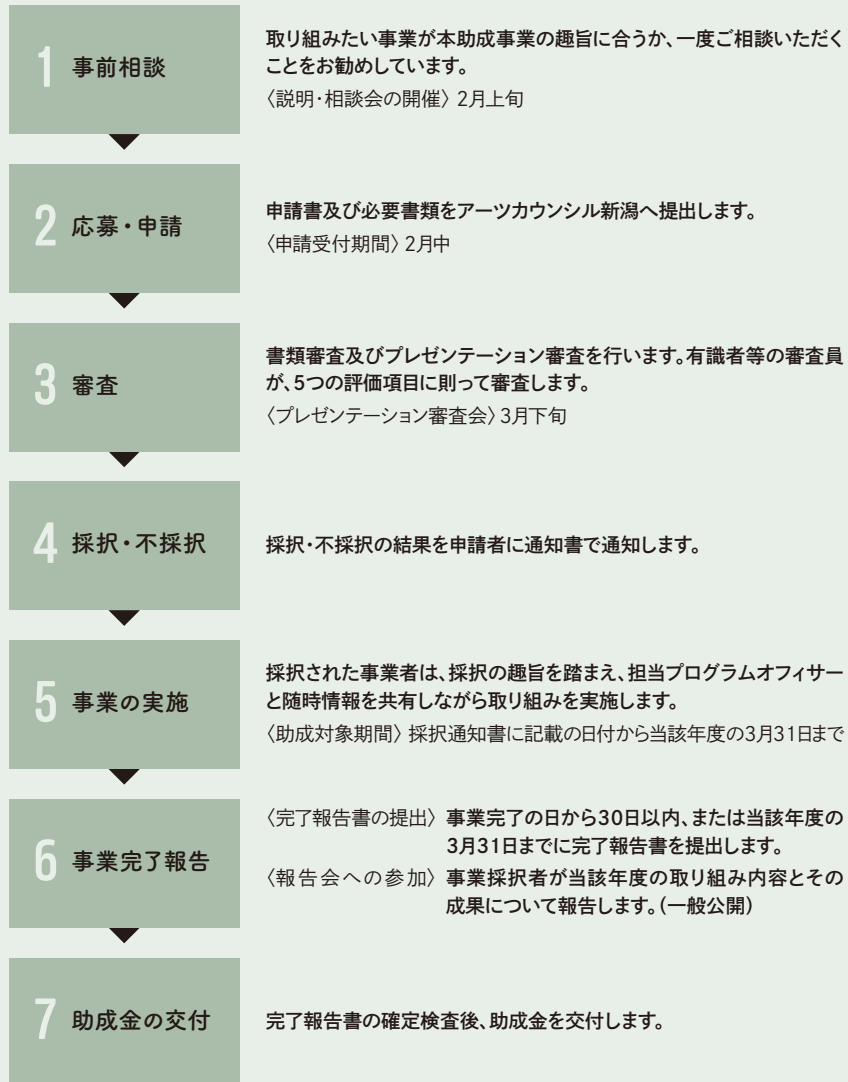 1 事前相談
取り組みたい事業が本助成事業の趣旨に合うか、一度ご相談いただく
ことをお勧めしています。
〈説明・相談会の開催〉 2月上旬
2 応募・申請
申請書及び必要書類をアーツカウンシル新潟へ提出します。
〈申請受付期間〉 2月中
3 審査
書類審査及びプレゼンテーション審査を行います。有識者等の審査員
が、5つの評価項目に則って審査します。
〈プレゼンテーション審査会〉 3月下旬
4 採択・不採択
採択・不採択の結果を申請者に通知書で通知します。
5 事業の実施
採択された事業者は、採択の趣旨を踏まえ、担当プログラムオフィサー
と随時情報を共有しながら取り組みを実施します。
〈助成対象期間〉 採択通知書に記載の日付から当該年度の3月31日まで
6 事業完了報告
〈完了報告書の提出〉 事業完了の日から30日以内、または当該年度の
3月31日までに完了報告書を提出します。
〈報告会への参加〉 事業採択者が当該年度の取り組み内容とその
成果について報告します。(一般公開)
7 助成金の交付
完了報告書の確定検査後、助成金を交付します。